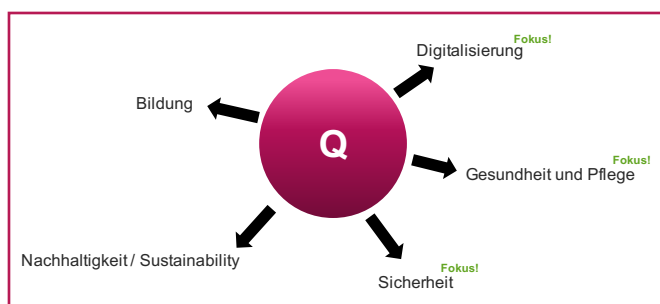 Fokus!
Digitalisierung
Bildung
Q
Fokus!
Gesundheit und Pflege
Nachhaltigkeit / Sustainability
Fokus!
Sicherheit